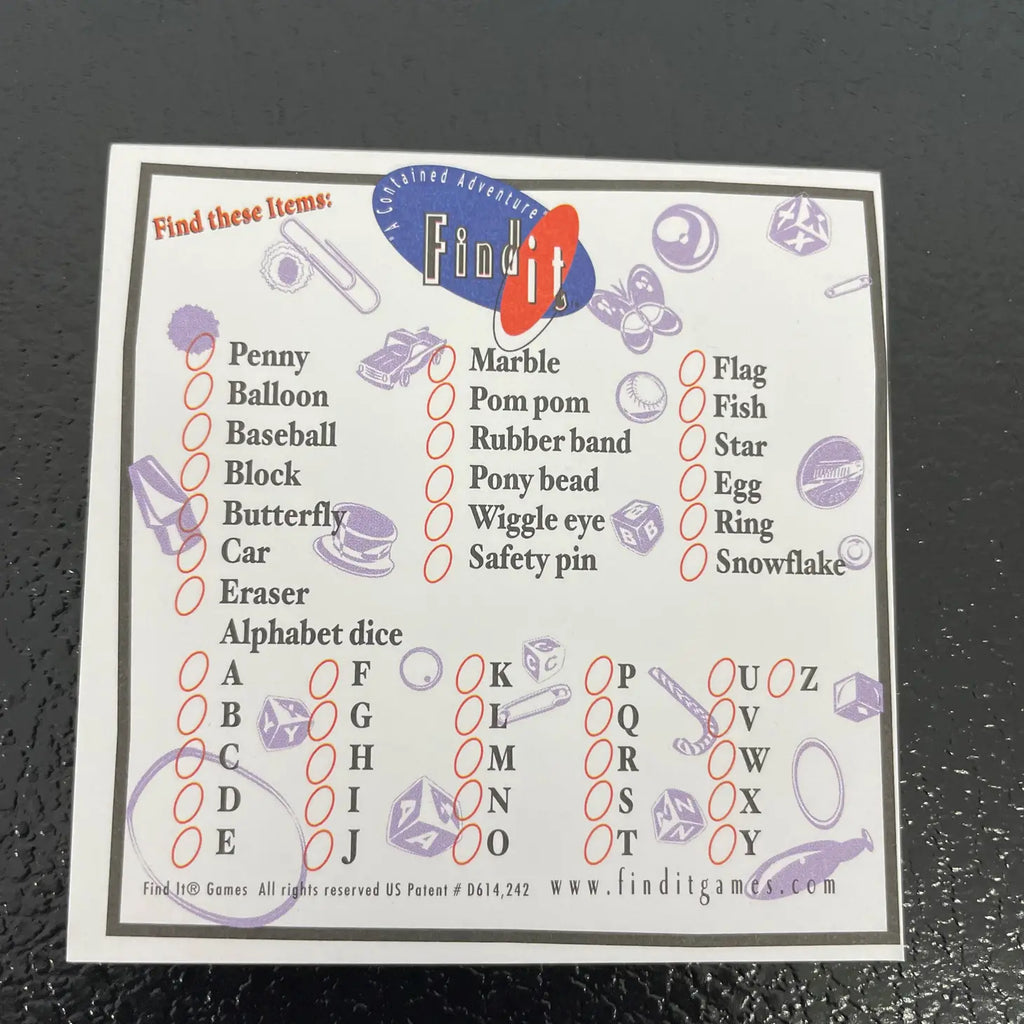 Find these Items:
"A Contained Adventure"
Find it
Penny
Balloon
Baseball
Block
Butterfly
Car
Eraser
Marble
Pom pom
Rubber band
Pony bead
Wiggle eye
Safety pin
Flag
Fish
Star
Egg
Ring
Snowflake
Alphabet dice
A F K P U Z
B G L Q V
C H M R W
D I N S X
E J O T Y
Find It® Games All rights reserved US Patent # D614,242 www.finditgames.com